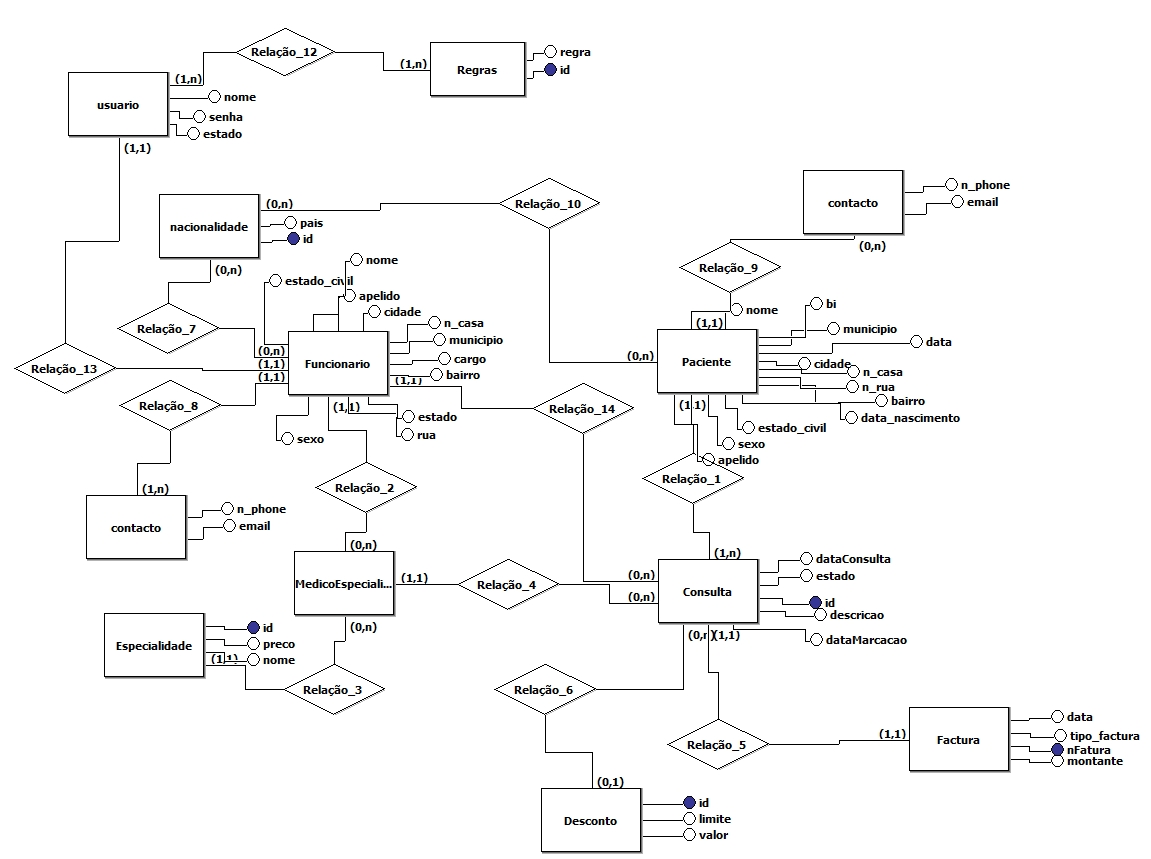 Relação_12
(1,n)
(1,n)
Regras
regra
id
usuario
nome
senha
estado
(1,1)
nacionalidade
(0,n)
pais
id
(0,n)
Relação_10
contacto
n_phone
email
(0,n)
Relação_9
nome
(1,1)
Relação_7
Relação_13
Relação_8
estado_civil
nome
apelido
cidade
Funcionario
(0,n)
(1,1)
(1,1)
n_casa
municipio
cargo
bairro
(1,1)
(1,1)
sexo
estado
rua
(0,n)
Paciente
bi
municipio
data
cidade
n_casa
n_rua
bairro
data_nascimento
(1,1)
estado_civil
sexo
apelido
Relação_14
Relação_1
Relação_2
(1,n)
contacto
n_phone
email
(0,n)
MedicoEspeciali...
(1,1)
Relação_4
(0,n)
(0,n)
(1,n)
Consulta
dataConsulta
estado
id
descricao
dataMarcacao
(0,n)
(1,1)
(0,n)
Especialidade
id
preco
nome
(1,1)
Relação_3
Relação_6
Relação_5
(1,1)
Factura
data
tipo_factura
nFatura
montante
(0,1)
Desconto
id
limite
valor